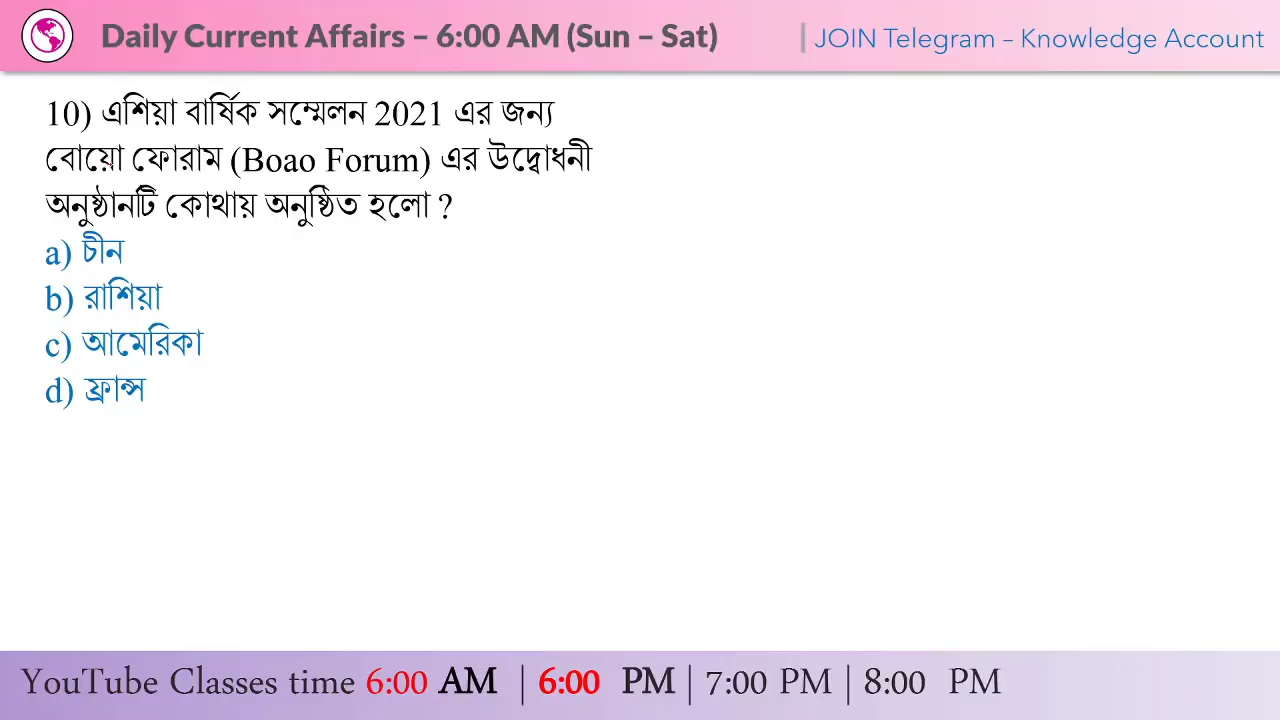 Daily Current Affairs – 6:00 AM (Sun – Sat)
JOIN Telegram – Knowledge Account
10) এশিয়া বার্ষিক সম্মেলন 2021 এর জন্য
বোয়ো ফোরাম (Boao Forum) এর উদ্বোধনী
অনুষ্ঠানটি কোথায় অনুষ্ঠিত হলো ?
a) চীন
b) রাশিয়া
c) আমেরিকা
d) ফ্রান্স
YouTube Classes time 6:00 AM | 6:00 PM | 7:00 PM | 8:00 PM